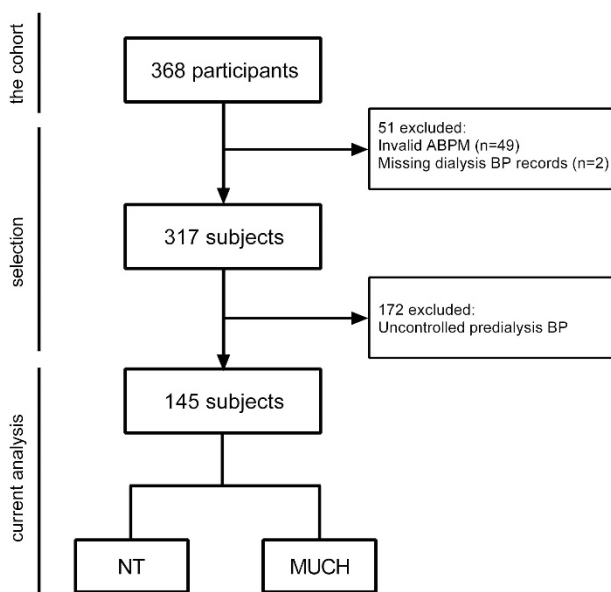 the cohort
368 participants
51 excluded:
Invalid ABPM (n=49)
Missing dialysis BP records (n=2)
selection
317 subjects
172 excluded:
Uncontrolled predialysis BP
current analysis
145 subjects
NT
MUCH